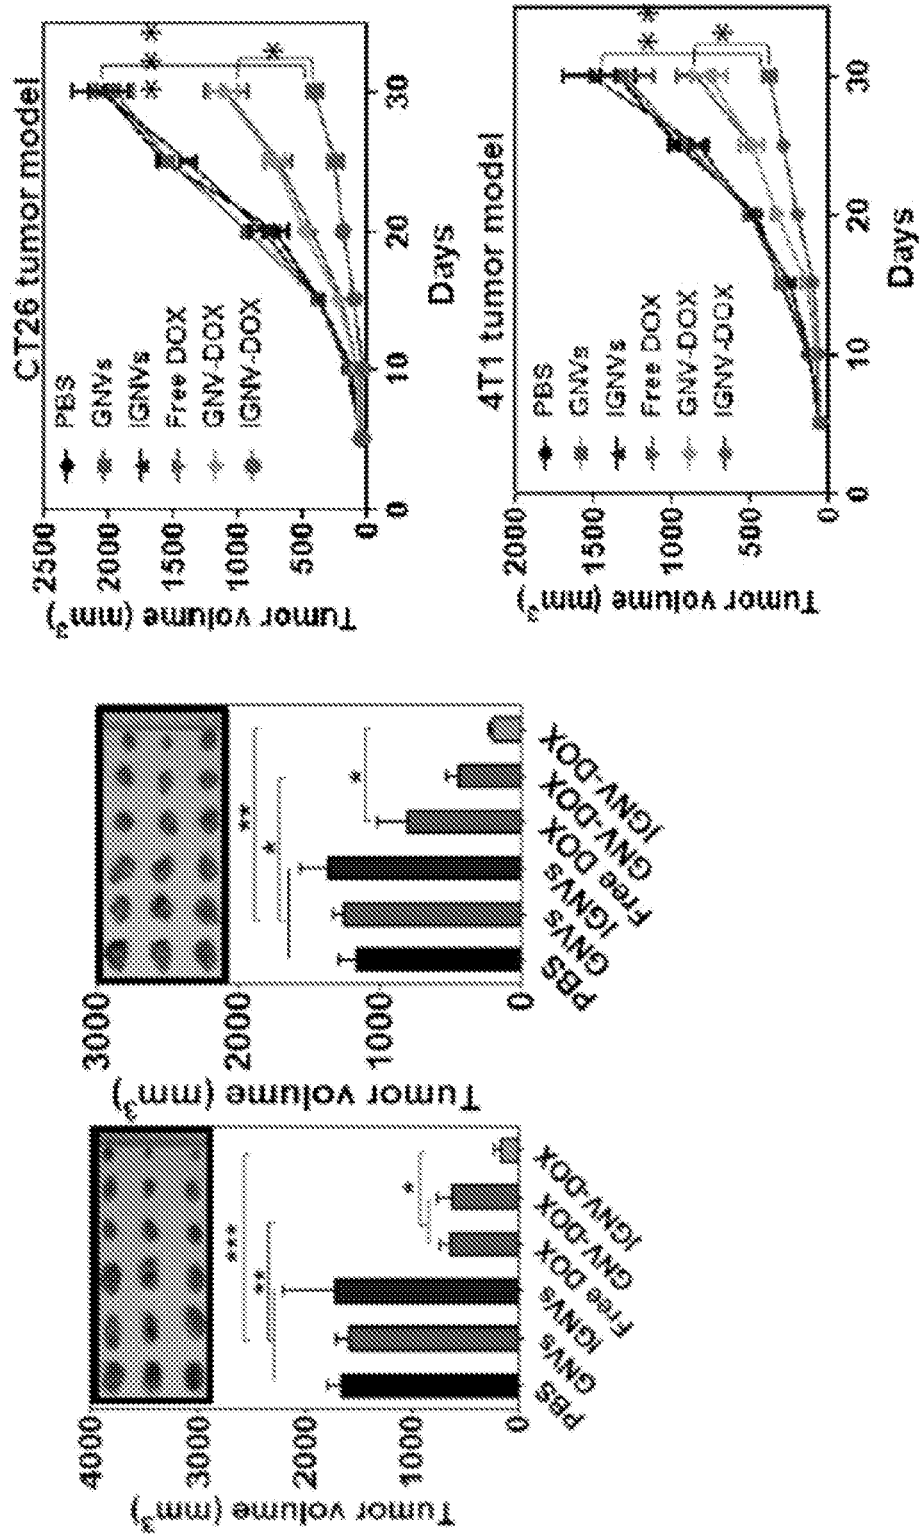 CT26 tumor model
Tumor volume (mm³)
2500
2000
1500
1000
500
0
PBS
GNVs
IGNVs
Free DOX
GNV-DOX
IGNV-DOX
* * *
*
0
10
20
30
Days
4T1 tumor model
Tumor volume (mm³)
2000
1500
1000
500
0
PBS
GNVs
IGNVs
Free DOX
GNV-DOX
IGNV-DOX
* *
*
0
10
20
30
Days
Tumor volume (mm³)
4000
3000
2000
1000
0
***
**
*
PBS
GNVs
IGNVs
Free DOX
GNV-DOX
IGNV-DOX
Tumor volume (mm³)
3000
2000
1000
0
**
*
*
PBS
GNVs
IGNVs
Free DOX
GNV-DOX
IGNV-DOX